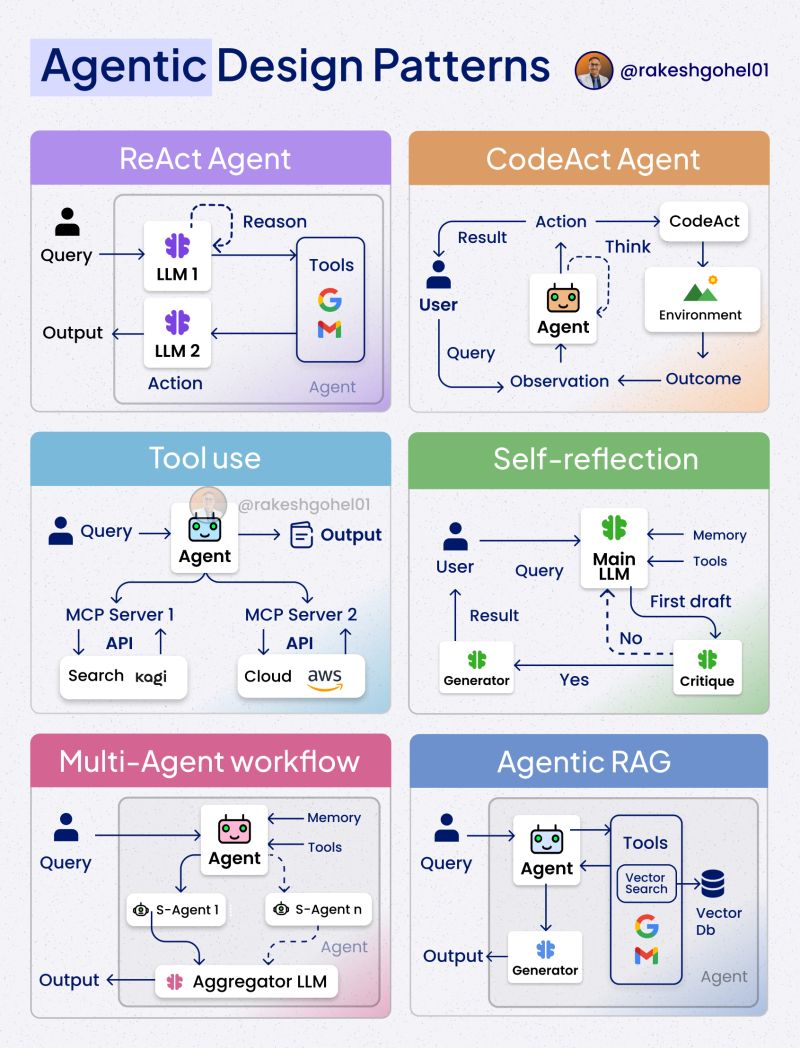 Agentic Design Patterns
@rakeshgohel01
ReAct Agent
Query
LLM 1
Reason
Tools
Output
LLM 2
Action
Agent
CodeAct Agent
Action
CodeAct
Result
Think
User
Agent
Environment
Query
Observation
Outcome
Tool use
@rakeshgohel01
Query
Agent
Output
MCP Server 1
MCP Server 2
API
API
Search kagi
Cloud aws
Self-reflection
User
Query
Main
LLM
Memory
Tools
First draft
Result
No
Generator
Yes
Critique
Multi-Agent workflow
Query
Agent
Memory
Tools
S-Agent 1
S-Agent n
Agent
Output
Aggregator LLM
Agentic RAG
Query
Agent
Tools
Vector
Search
Vector
Db
Output
Generator
Agent